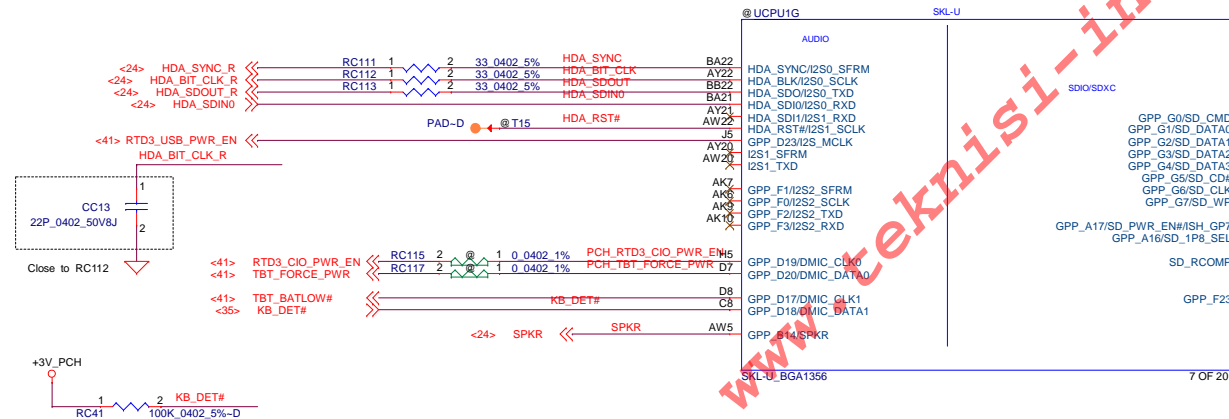 @ UCPU1G
SKL-U
AUDIO
SDIO/SDXC
<24> HDA_SYNC_R RC111 1 2 33_0402_5% HDA_SYNC BA22 HDA_SYNC/I2S0_SFRM
<24> HDA_BIT_CLK_R RC112 1 2 33_0402_5% HDA_BIT_CLK AY22 HDA_BLK/I2S0_SCLK
<24> HDA_SDOUT_R RC113 1 2 33_0402_5% HDA_SDOUT BB22 HDA_SDO/I2S0_TXD
<24> HDA_SDIN0 HDA_SDIN0 BA21 HDA_SDI0/I2S0_RXD
AY21 HDA_SDI1/I2S1_RXD
PAD~D @ T15 HDA_RST# AW22 HDA_RST#/I2S1_SCLK
<41> RTD3_USB_PWR_EN J5 GPP_D23/I2S_MCLK
AY20 I2S1_SFRM
AW20 I2S1_TXD
HDA_BIT_CLK_R
1
CC13
22P_0402_50V8J
2
Close to RC112
AK7 GPP_F1/I2S2_SFRM
AK6 GPP_F0/I2S2_SCLK
AK9 GPP_F2/I2S2_TXD
AK10 GPP_F3/I2S2_RXD
<41> RTD3_CIO_PWR_EN RC115 2 @ 1 0_0402_1% PCH_RTD3_CIO_PWR_EN H5 GPP_D19/DMIC_CLK0
<41> TBT_FORCE_PWR RC117 2 @ 1 0_0402_1% PCH_TBT_FORCE_PWR D7 GPP_D20/DMIC_DATA0
<41> TBT_BATLOW# D8 GPP_D17/DMIC_CLK1
<35> KB_DET# KB_DET# C8 GPP_D18/DMIC_DATA1
<24> SPKR SPKR AW5 GPP_B14/SPKR
GPP_G0/SD_CMD
GPP_G1/SD_DATA0
GPP_G2/SD_DATA1
GPP_G3/SD_DATA2
GPP_G4/SD_DATA3
GPP_G5/SD_CD#
GPP_G6/SD_CLK
GPP_G7/SD_WP
GPP_A17/SD_PWR_EN#/ISH_GP7
GPP_A16/SD_1P8_SEL
SD_RCOMP
GPP_F23
SKL-U_BGA1356
7 OF 20
+3V_PCH
RC41 1 2 100K_0402_5%~D KB_DET#
www.teknisi-in